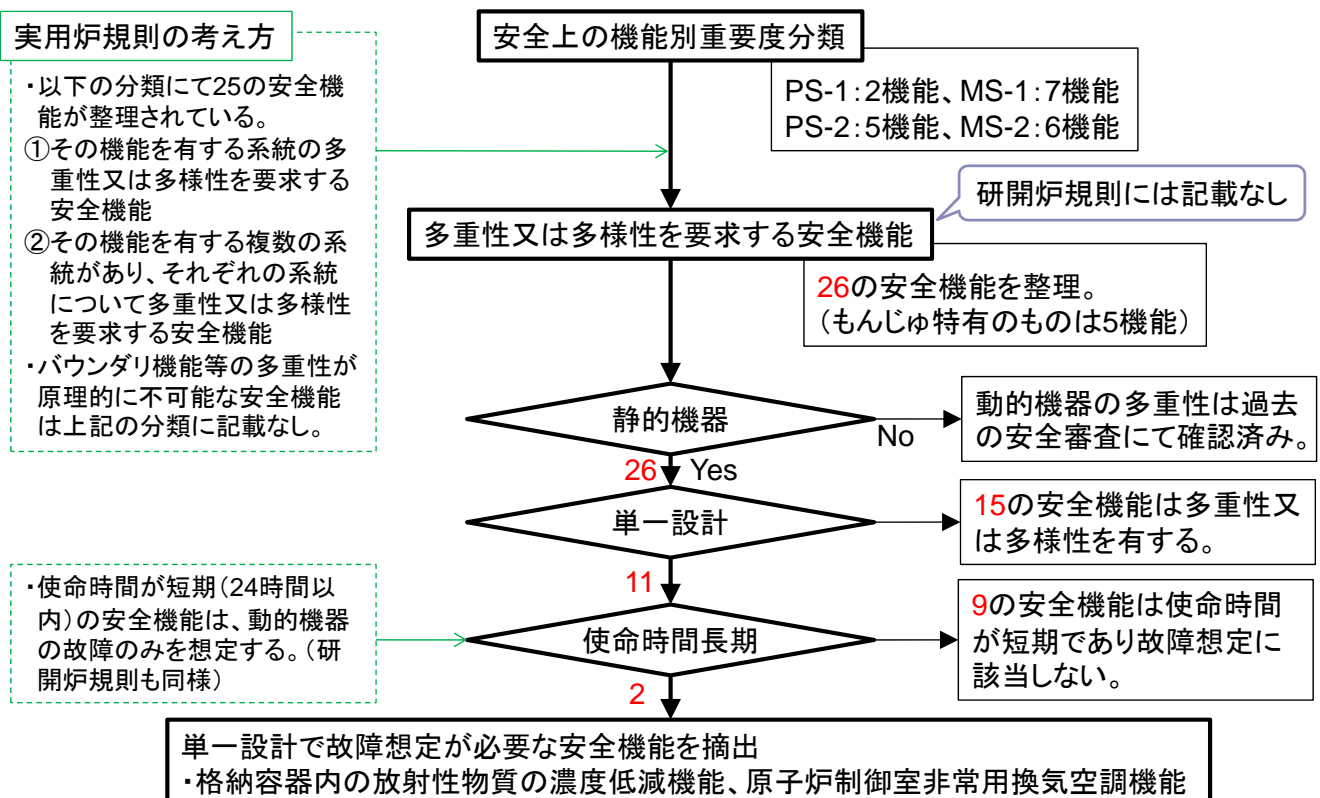 実用炉規則の考え方
・以下の分類にて25の安全機
能が整理されている。
①その機能を有する系統の多
重性又は多様性を要求する
安全機能
②その機能を有する複数の系
統があり、それぞれの系統
について多重性又は多様性
を要求する安全機能
・バウンダリ機能等の多重性が
原理的に不可能な安全機能
は上記の分類に記載なし。
安全上の機能別重要度分類
PS-1：2機能、MS-1：7機能
PS-2：5機能、MS-2：6機能
研開炉規則には記載なし
多重性又は多様性を要求する安全機能
26の安全機能を整理。
（もんじゅ特有のものは5機能）
静的機器
No
動的機器の多重性は過去
の安全審査にて確認済み。
26 Yes
単一設計
15の安全機能は多重性又
は多様性を有する。
11
・使命時間が短期（24時間以
内）の安全機能は、動的機器
の故障のみを想定する。（研
開炉規則も同様）
使命時間長期
9の安全機能は使命時間
が短期であり故障想定に
該当しない。
2
単一設計で故障想定が必要な安全機能を摘出
・格納容器内の放射性物質の濃度低減機能、原子炉制御室非常用換気空調機能